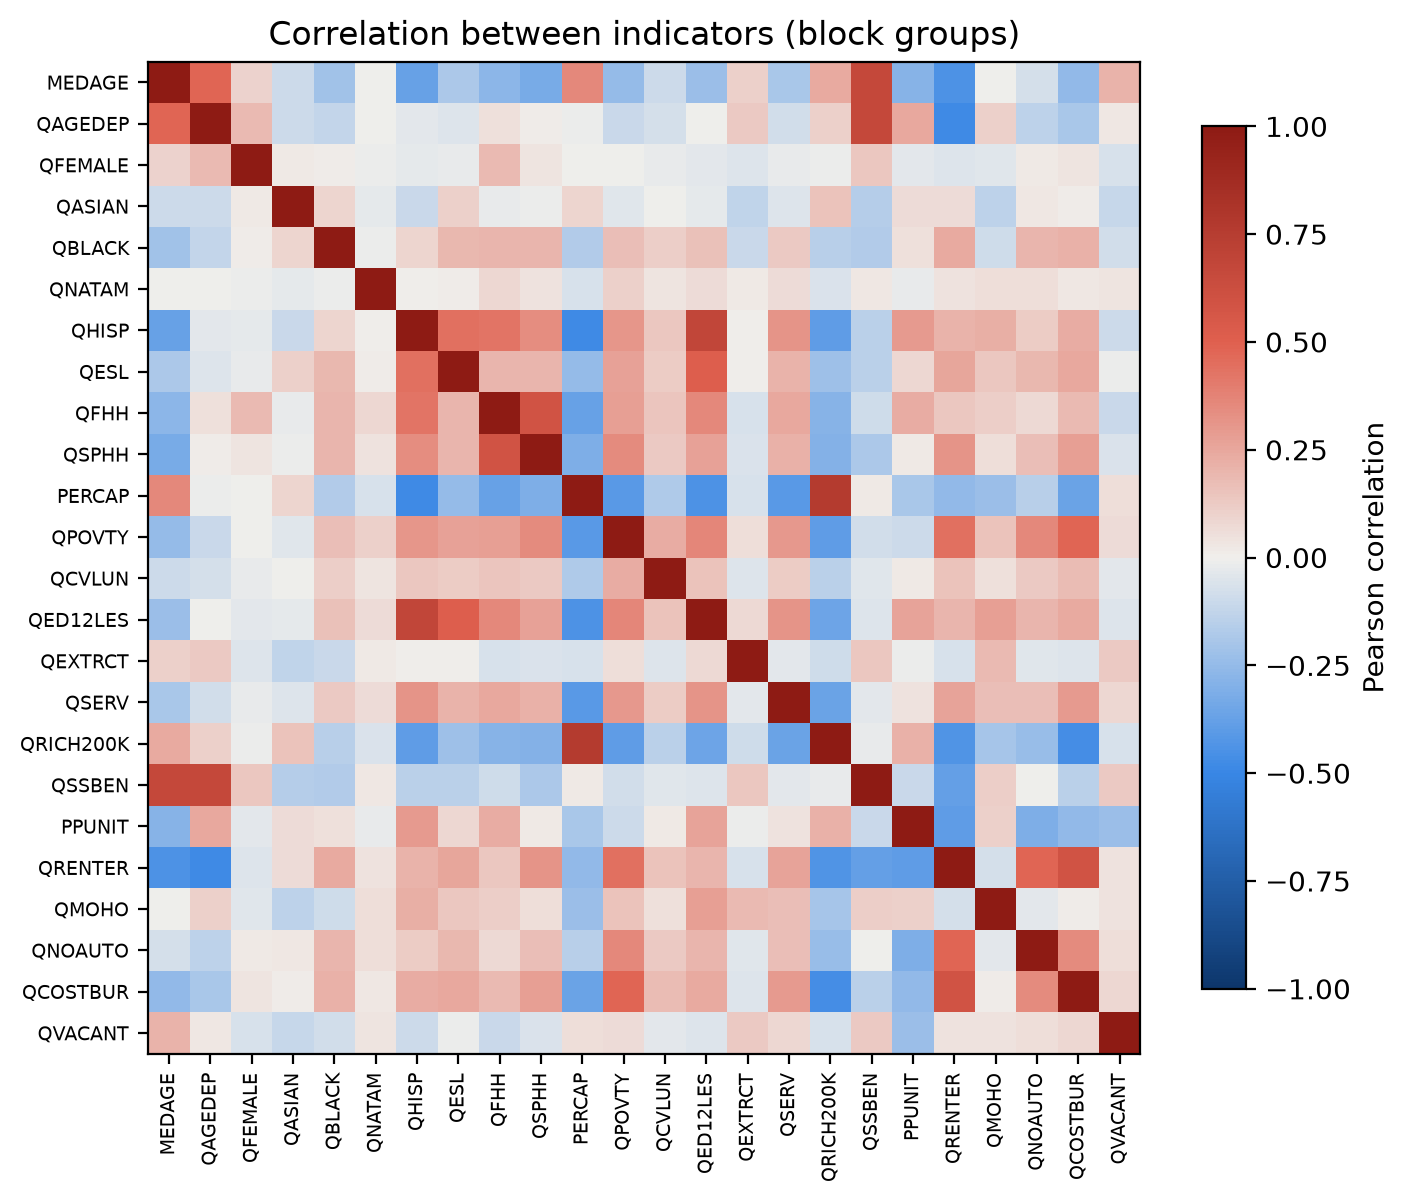 Correlation between indicators (block groups)
MEDAGE
QAGEDEP
QFEMALE
QASIAN
QBLACK
QNATAM
QHISP
QESL
QFHH
QSPHH
PERCAP
QPOVTY
QCVLUN
QED12LES
QEXTRCT
QSERV
QRICH200K
QSSBEN
PPUNIT
QRENTER
QMOHO
QNOAUTO
QCOSTBUR
QVACANT
MEDAGE
QAGEDEP
QFEMALE
QASIAN
QBLACK
QNATAM
QHISP
QESL
QFHH
QSPHH
PERCAP
QPOVTY
QCVLUN
QED12LES
QEXTRCT
QSERV
QRICH200K
QSSBEN
PPUNIT
QRENTER
QMOHO
QNOAUTO
QCOSTBUR
QVACANT
1.00
0.75
0.50
0.25
0.00
−0.25
−0.50
−0.75
−1.00
Pearson correlation